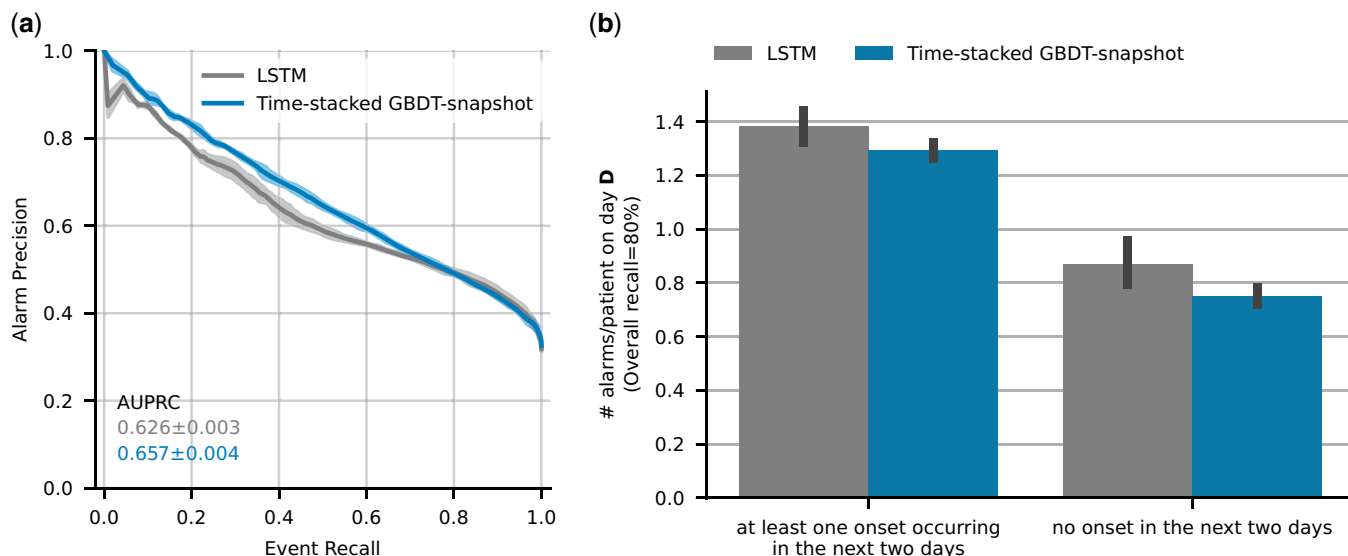 (a)
Alarm Precision
1.0
0.8
0.6
0.4
0.2
0.0
LSTM
Time-stacked GBDT-snapshot
AUPRC
0.626±0.003
0.657±0.004
0.0 0.2 0.4 0.6 0.8 1.0
Event Recall
(b)
LSTM Time-stacked GBDT-snapshot
# alarms/patient on day D
(Overall recall=80%)
1.4
1.2
1.0
0.8
0.6
0.4
0.2
0.0
at least one onset occurring
in the next two days
no onset in the next two days